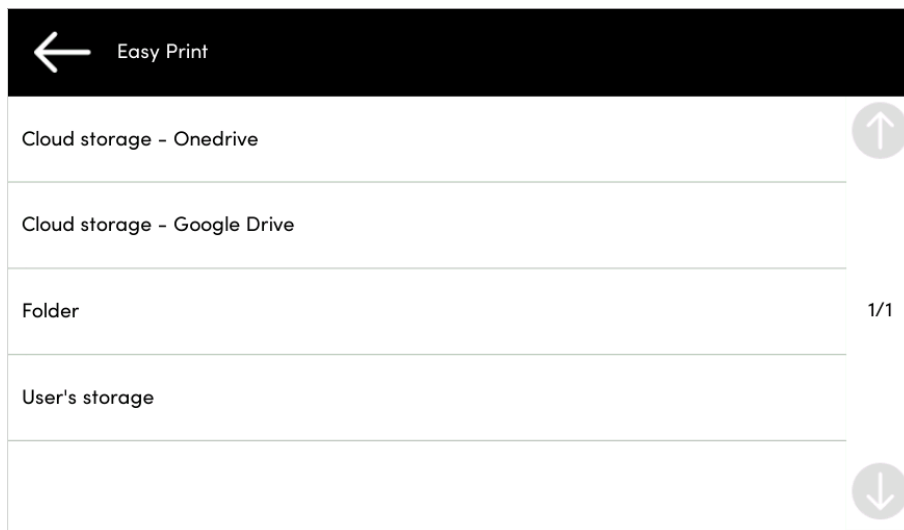 Easy Print
Cloud storage - Onedrive
Cloud storage - Google Drive
Folder
1/1
User's storage